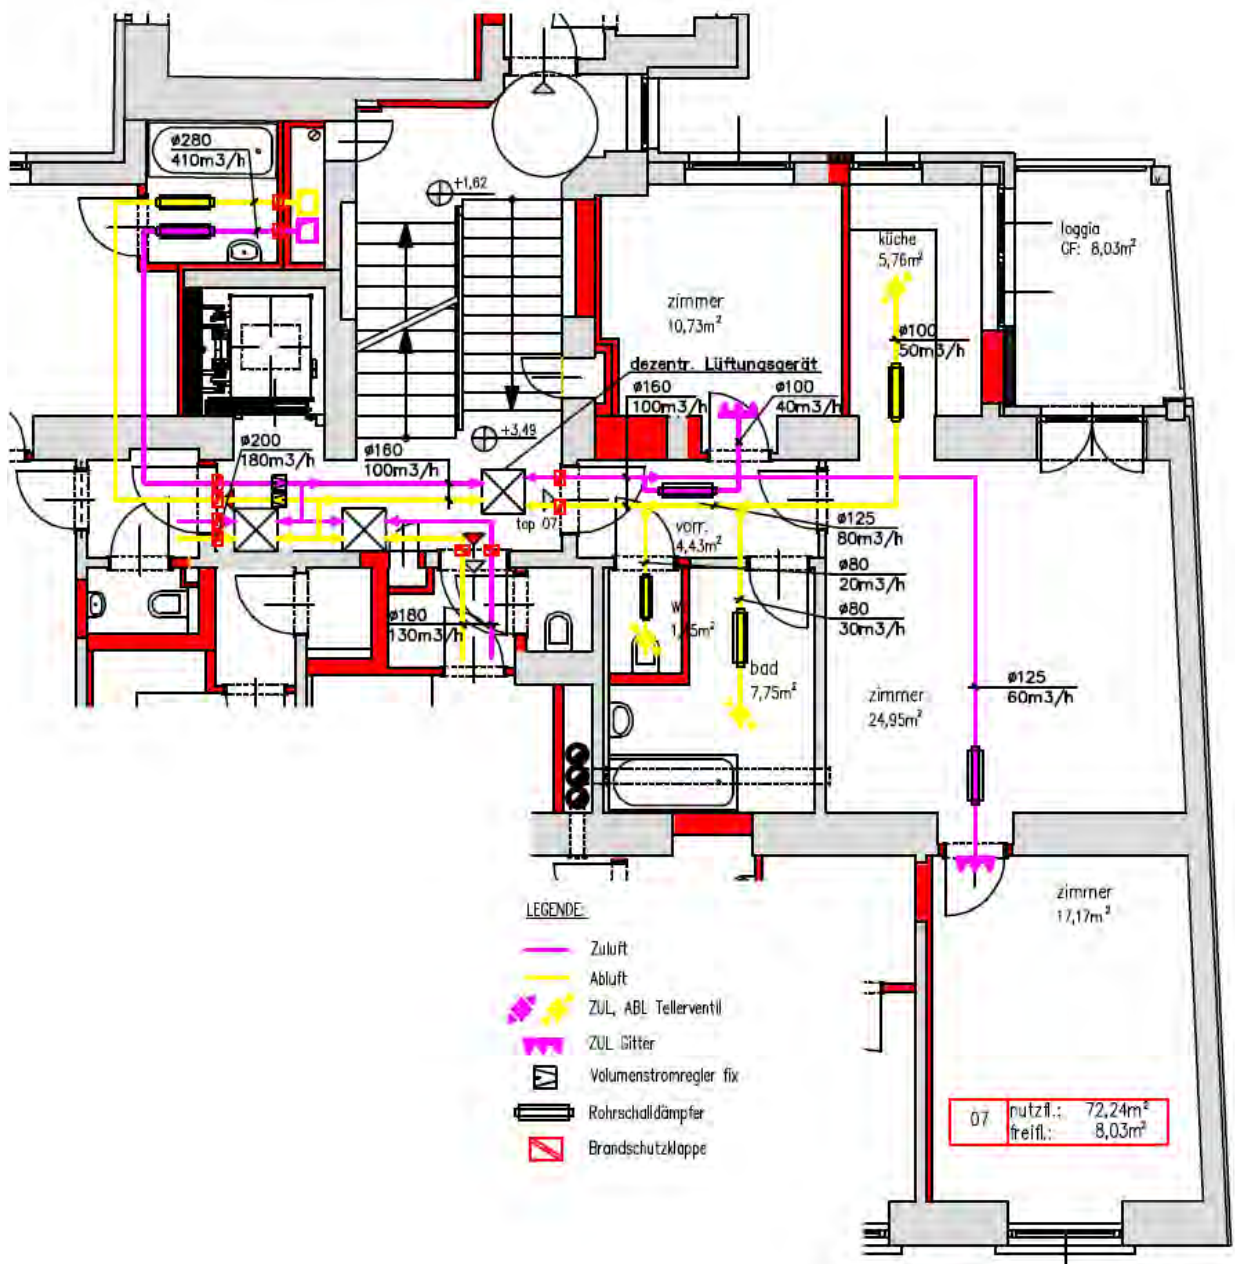 ø280
410m3/h
+1,62
küche
5,76m²
loggia
GF: 8,03m²
zimmer
10,73m²
ø100
50m3/h
dezentr. Lüftungsgerät
ø160
100m3/h
ø100
40m3/h
+3,49
ø200
180m3/h
ø160
100m3/h
top 07
vorr.
4,43m²
ø125
80m3/h
ø80
20m3/h
ø80
30m3/h
ø180
130m3/h
bad
7,75m²
zimmer
24,95m²
ø125
60m3/h
zimmer
17,17m²
LEGENDE:
Zuluft
Abluft
ZUL, ABL Tellerventil
ZUL Gitter
Volumenstromregler fix
Rohrschalldämpfer
Brandschutzklappe
07
nutzfl.: 72,24m²
freifl.: 8,03m²